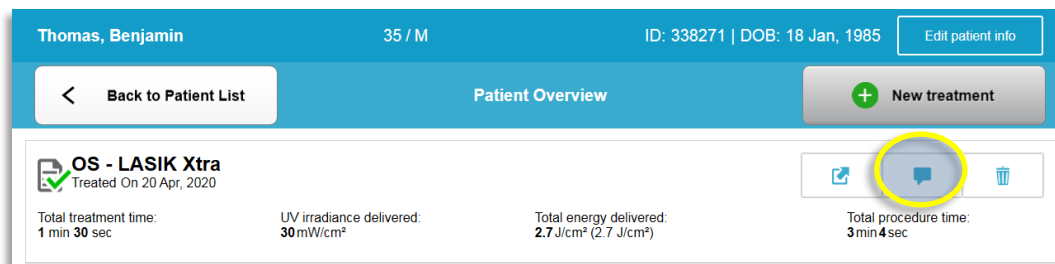 Thomas, Benjamin 35 / M ID: 338271 | DOB: 18 Jan, 1985 Edit patient info
Back to Patient List Patient Overview New treatment
OS - LASIK Xtra
Treated On 20 Apr, 2020
Total treatment time: UV irradiance delivered: Total energy delivered: Total procedure time:
1 min 30 sec 30 mW/cm² 2.7 J/cm² (2.7 J/cm²) 3 min 4 sec